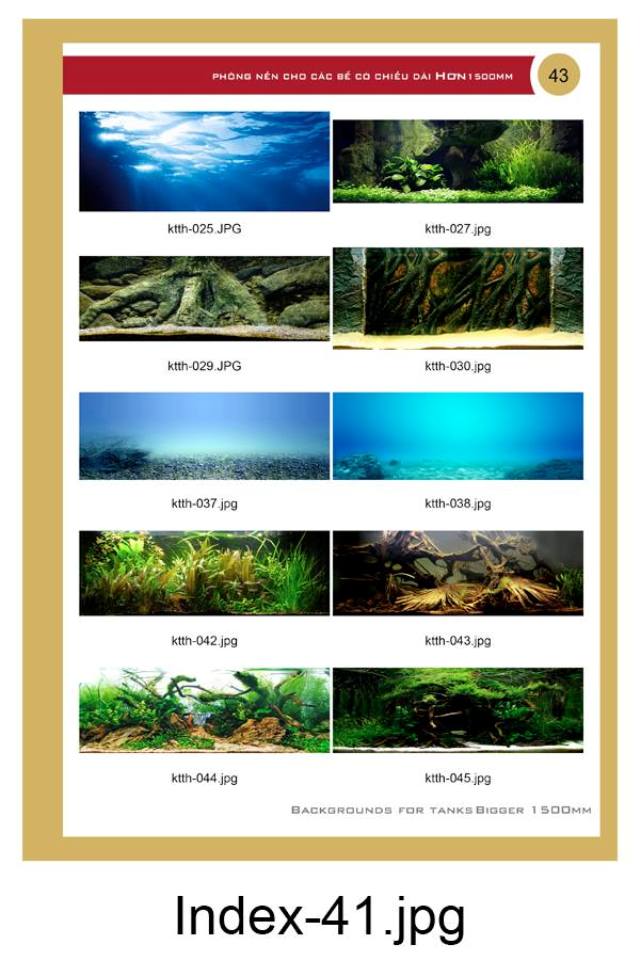 PHÔNG NỀN CHO CÁC BỂ CÓ CHIỀU DÀI HƠN 1500MM
43
ktth-025.JPG ktth-027.jpg
ktth-029.JPG ktth-030.jpg
ktth-037.jpg ktth-038.jpg
ktth-042.jpg ktth-043.jpg
ktth-044.jpg ktth-045.jpg
BACKGROUNDS FOR TANKS BIGGER 1500MM
Index-41.jpg